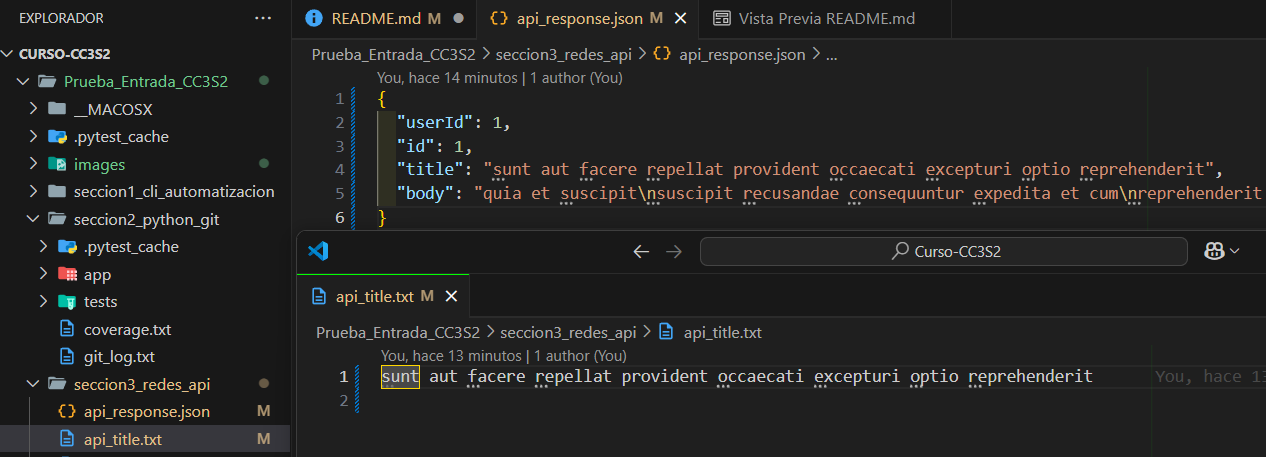 EXPLORADOR ...
CURSO-CC3S2
Prueba_Entrada_CC3S2
__MACOSX
.pytest_cache
images
seccion1_cli_automatizacion
seccion2_python_git
.pytest_cache
app
tests
coverage.txt
git_log.txt
seccion3_redes_api
api_response.json M
api_title.txt M
README.md M
api_response.json M
Vista Previa README.md
Prueba_Entrada_CC3S2 > seccion3_redes_api > {} api_response.json > ...
You, hace 14 minutos | 1 author (You)
1 {
2 "userId": 1,
3 "id": 1,
4 "title": "sunt aut facere repellat provident occaecati excepturi optio reprehenderit",
5 "body": "quia et suscipit\nsuscipit recusandae consequuntur expedita et cum\nreprehenderit
6 }
Curso-CC3S2
api_title.txt M
Prueba_Entrada_CC3S2 > seccion3_redes_api > api_title.txt
You, hace 13 minutos | 1 author (You)
1 sunt aut facere repellat provident occaecati excepturi optio reprehenderit You, hace 13
2